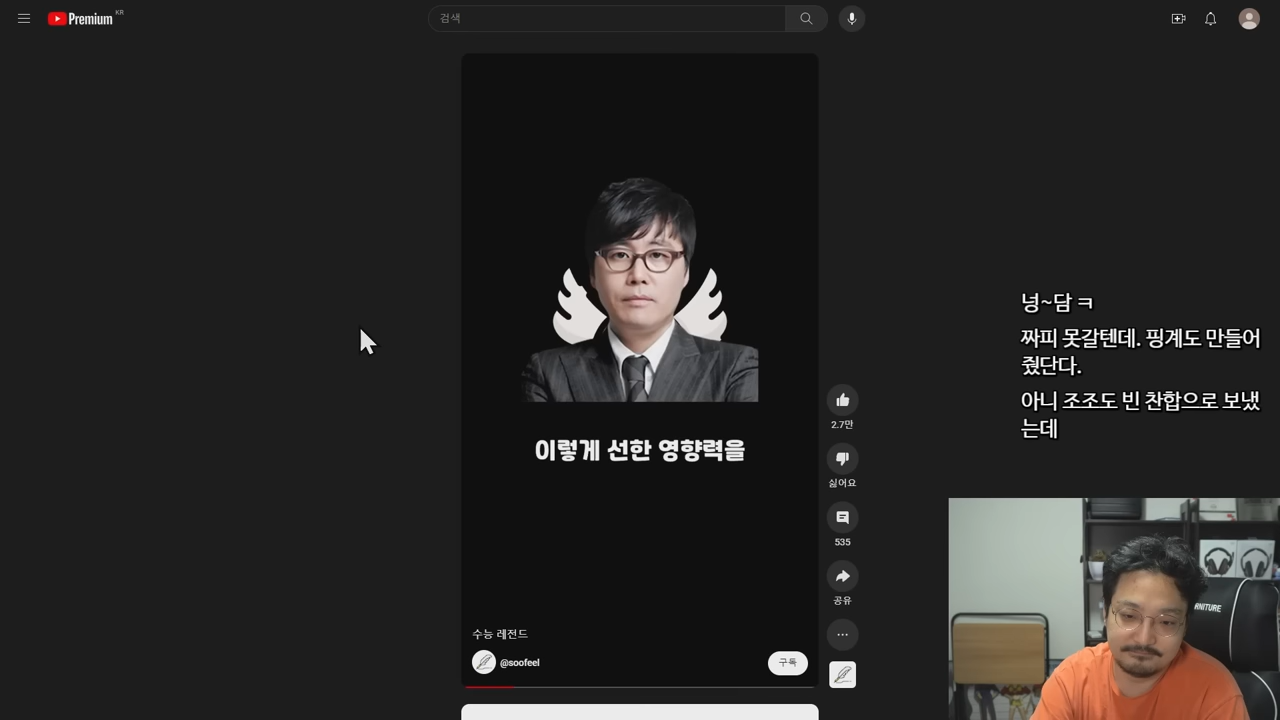 Premium KR
검색
이렇게 선한 영향력을
2.7만
싫어요
535
공유
수능 레전드
@soofeel
구독
넝~담 ㅋ
짜피 못갈텐데. 핑계도 만들어
줬단다.
아니 조조도 빈 찬합으로 보냈
는데
RNITURE